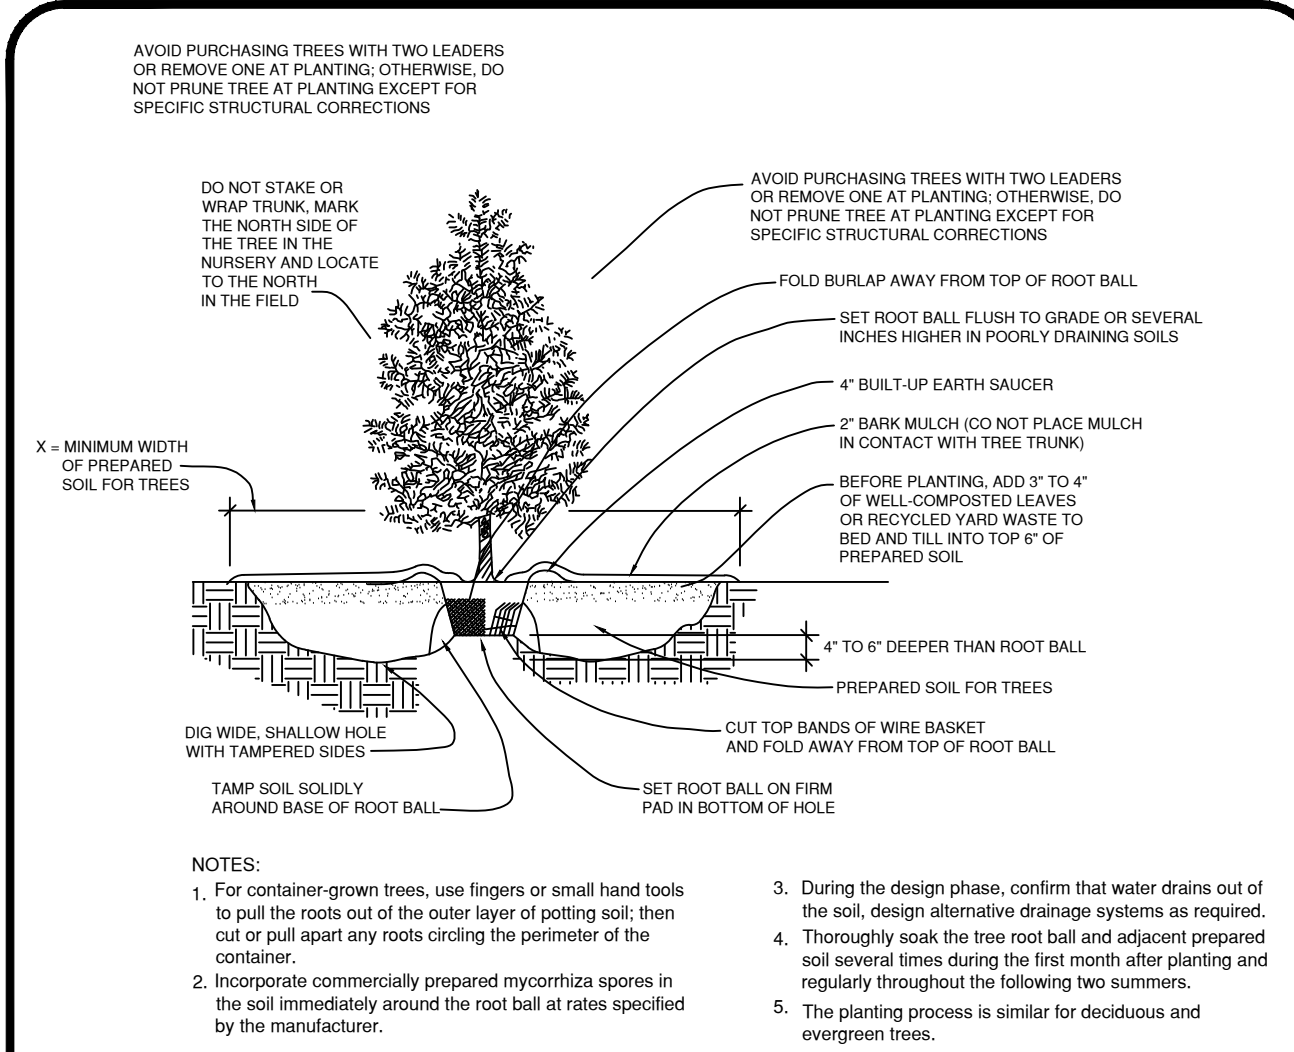 AVOID PURCHASING TREES WITH TWO LEADERS
OR REMOVE ONE AT PLANTING; OTHERWISE, DO
NOT PRUNE TREE AT PLANTING EXCEPT FOR
SPECIFIC STRUCTURAL CORRECTIONS
DO NOT STAKE OR
WRAP TRUNK, MARK
THE NORTH SIDE OF
THE TREE IN THE
NURSERY AND LOCATE
TO THE NORTH
IN THE FIELD
AVOID PURCHASING TREES WITH TWO LEADERS
OR REMOVE ONE AT PLANTING; OTHERWISE, DO
NOT PRUNE TREE AT PLANTING EXCEPT FOR
SPECIFIC STRUCTURAL CORRECTIONS
FOLD BURLAP AWAY FROM TOP OF ROOT BALL
SET ROOT BALL FLUSH TO GRADE OR SEVERAL
INCHES HIGHER IN POORLY DRAINING SOILS
4" BUILT-UP EARTH SAUCER
2" BARK MULCH (CO NOT PLACE MULCH
IN CONTACT WITH TREE TRUNK)
X = MINIMUM WIDTH
OF PREPARED
SOIL FOR TREES
BEFORE PLANTING, ADD 3" TO 4"
OF WELL-COMPOSTED LEAVES
OR RECYCLED YARD WASTE TO
BED AND TILL INTO TOP 6" OF
PREPARED SOIL
4" TO 6" DEEPER THAN ROOT BALL
PREPARED SOIL FOR TREES
CUT TOP BANDS OF WIRE BASKET
AND FOLD AWAY FROM TOP OF ROOT BALL
DIG WIDE, SHALLOW HOLE
WITH TAMPERED SIDES
TAMP SOIL SOLIDLY
AROUND BASE OF ROOT BALL
SET ROOT BALL ON FIRM
PAD IN BOTTOM OF HOLE
NOTES:
1. For container-grown trees, use fingers or small hand tools
to pull the roots out of the outer layer of potting soil; then
cut or pull apart any roots circling the perimeter of the
container.
2. Incorporate commercially prepared mycorrhiza spores in
the soil immediately around the root ball at rates specified
by the manufacturer.
3. During the design phase, confirm that water drains out of
the soil, design alternative drainage systems as required.
4. Thoroughly soak the tree root ball and adjacent prepared
soil several times during the first month after planting and
regularly throughout the following two summers.
5. The planting process is similar for deciduous and
evergreen trees.